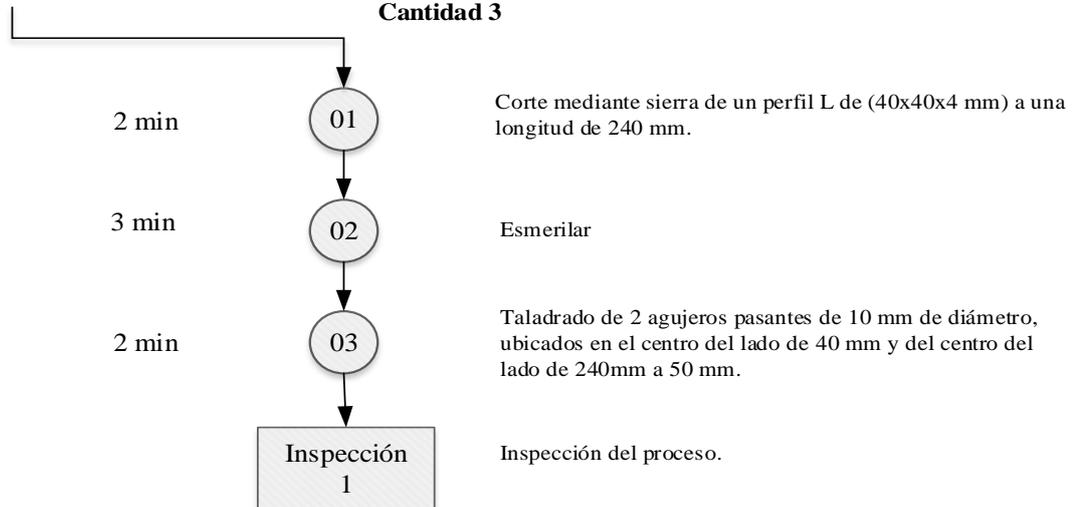 Cantidad 3
2 min
01
Corte mediante sierra de un perfil L de (40x40x4 mm) a una
longitud de 240 mm.
3 min
02
Esmerilar
2 min
03
Taladrado de 2 agujeros pasantes de 10 mm de diámetro,
ubicados en el centro del lado de 40 mm y del centro del
lado de 240mm a 50 mm.
Inspección
1
Inspección del proceso.